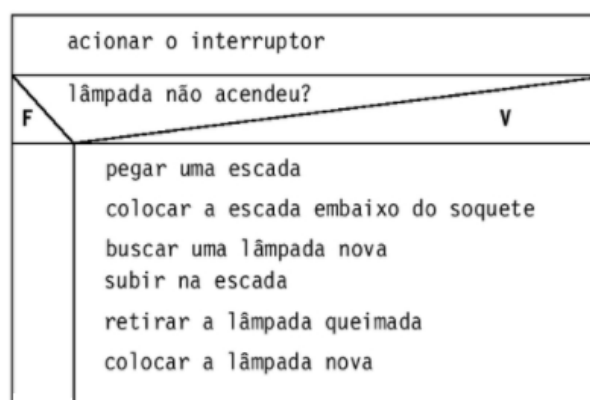 acionar o interruptor
lâmpada não acendeu?
F
V
pegar uma escada
colocar a escada embaixo do soquete
buscar uma lâmpada nova
subir na escada
retirar a lâmpada queimada
colocar a lâmpada nova